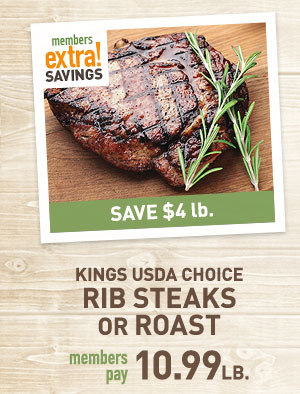 members
extra!
SAVINGS
SAVE $4 lb.
KINGS USDA CHOICE
RIB STEAKS
OR ROAST
members
pay 10.99LB.